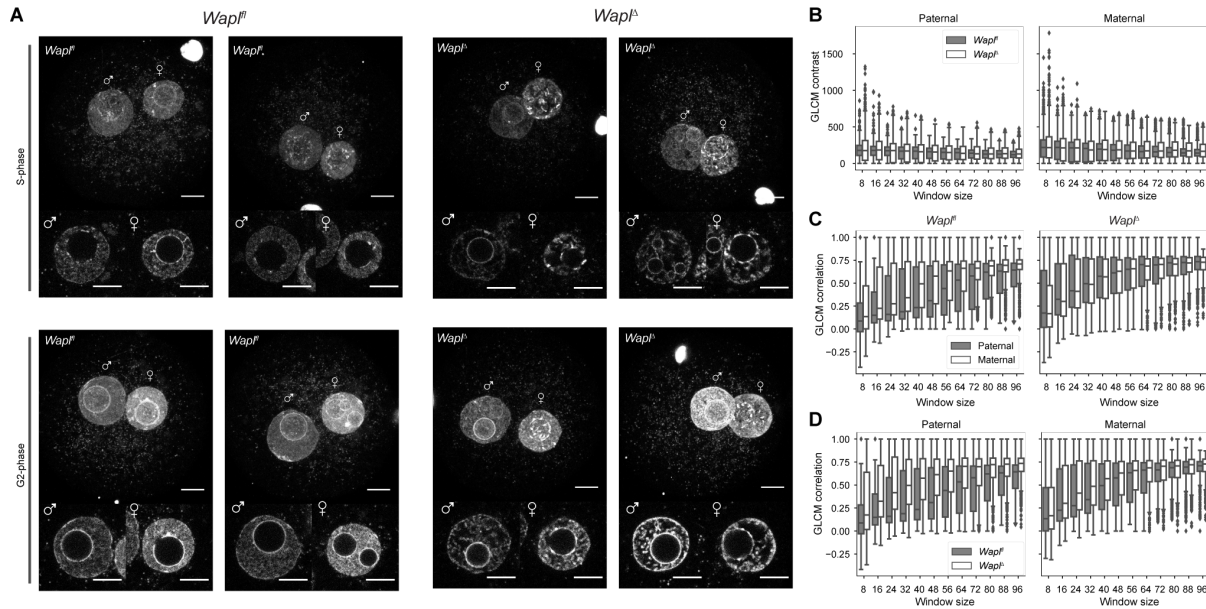 A
Wapl^fl
Wapl^Δ
S-phase
Wapl^fl
♂
♀
Wapl^fl
♂
♀
Wapl^Δ
♂
♀
Wapl^Δ
♂
♀
♂ ♀
♂ ♀
♂ ♀
♂ ♀
G2-phase
Wapl^fl
♂
♀
Wapl^fl
♂
♀
Wapl^Δ
♂
♀
Wapl^Δ
♂
♀
♂ ♀
♂ ♀
♂ ♀
♂ ♀
B
Paternal
Maternal
GLCM contrast
1500
1000
500
0
Wapl^fl
Wapl^Δ
8 16 24 32 40 48 56 64 72 80 88 96
8 16 24 32 40 48 56 64 72 80 88 96
Window size
Window size
C
Wapl^fl
Wapl^Δ
GLCM correlation
1.00
0.75
0.50
0.25
0.00
−0.25
Paternal
Maternal
8 16 24 32 40 48 56 64 72 80 88 96
8 16 24 32 40 48 56 64 72 80 88 96
Window size
Window size
D
Paternal
Maternal
GLCM correlation
1.00
0.75
0.50
0.25
0.00
−0.25
Wapl^fl
Wapl^Δ
8 16 24 32 40 48 56 64 72 80 88 96
8 16 24 32 40 48 56 64 72 80 88 96
Window size
Window size